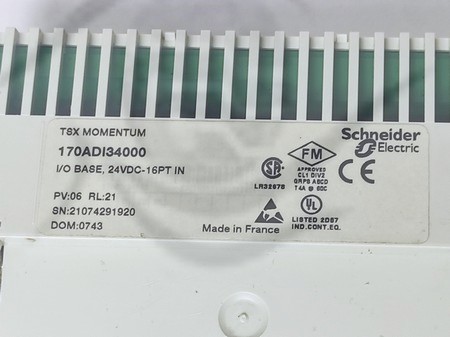 TSX MOMENTUM
170ADI34000
I/O BASE, 24VDC-16PT IN
PV:06 RL:21
SN:21074291920
DOM:0743
SA
LR32678
FM
APPROVED
CL1 DIV2
GRPS ABCD
T4A @ 60C
Schneider
Electric
UL
LISTED 2D87
IND.CONT.EQ.
Made in France